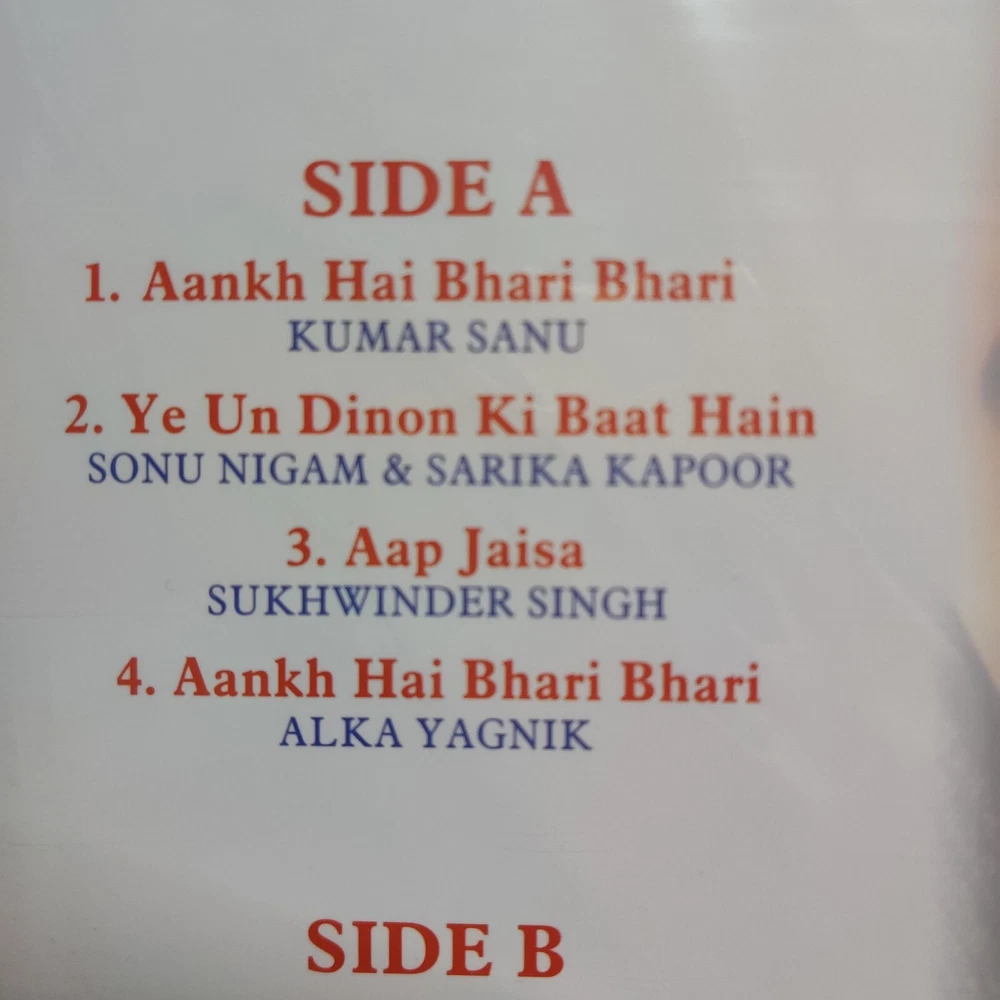 SIDE A
1. Aankh Hai Bhari Bhari
KUMAR SANU
2. Ye Un Dinon Ki Baat Hain
SONU NIGAM & SARIKA KAPOOR
3. Aap Jaisa
SUKHWINDER SINGH
4. Aankh Hai Bhari Bhari
ALKA YAGNIK
SIDE B